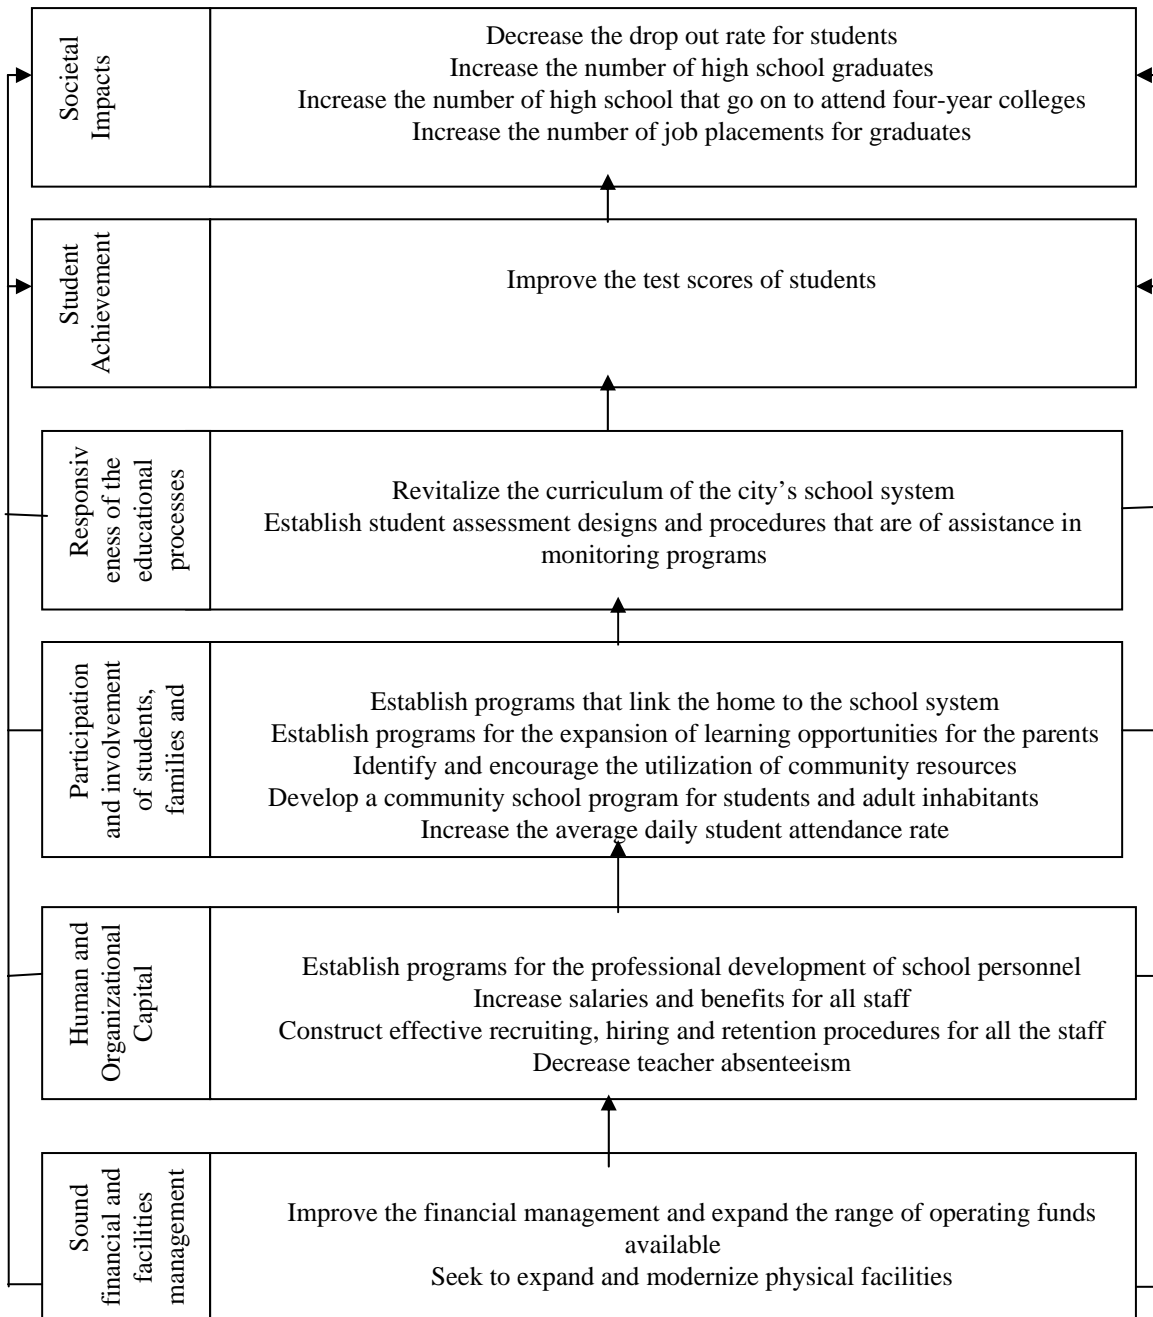 Societal
Impacts
Decrease the drop out rate for students
Increase the number of high school graduates
Increase the number of high school that go on to attend four-year colleges
Increase the number of job placements for graduates
Student
Achievement
Improve the test scores of students
Responsiv
eness of the
educational
processes
Revitalize the curriculum of the city’s school system
Establish student assessment designs and procedures that are of assistance in
monitoring programs
Participation
and involvement
of students,
families and
Establish programs that link the home to the school system
Establish programs for the expansion of learning opportunities for the parents
Identify and encourage the utilization of community resources
Develop a community school program for students and adult inhabitants
Increase the average daily student attendance rate
Human and
Organizational
Capital
Establish programs for the professional development of school personnel
Increase salaries and benefits for all staff
Construct effective recruiting, hiring and retention procedures for all the staff
Decrease teacher absenteeism
Sound
financial and
facilities
management
Improve the financial management and expand the range of operating funds
available
Seek to expand and modernize physical facilities